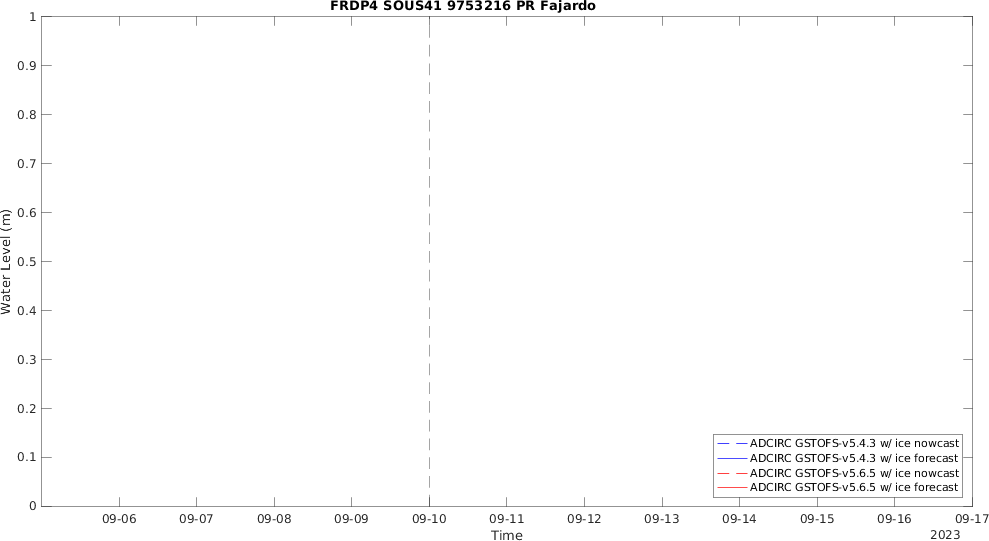 FRDP4 SOUS41 9753216 PR Fajardo
1
0.9
0.8
0.7
0.6
0.5
0.4
0.3
0.2
0.1
0
Water Level (m)
ADCIRC GSTOFS-v5.4.3 w/ ice nowcast
ADCIRC GSTOFS-v5.4.3 w/ ice forecast
ADCIRC GSTOFS-v5.6.5 w/ ice nowcast
ADCIRC GSTOFS-v5.6.5 w/ ice forecast
09-06 09-07 09-08 09-09 09-10 09-11 09-12 09-13 09-14 09-15 09-16 09-17
Time
2023